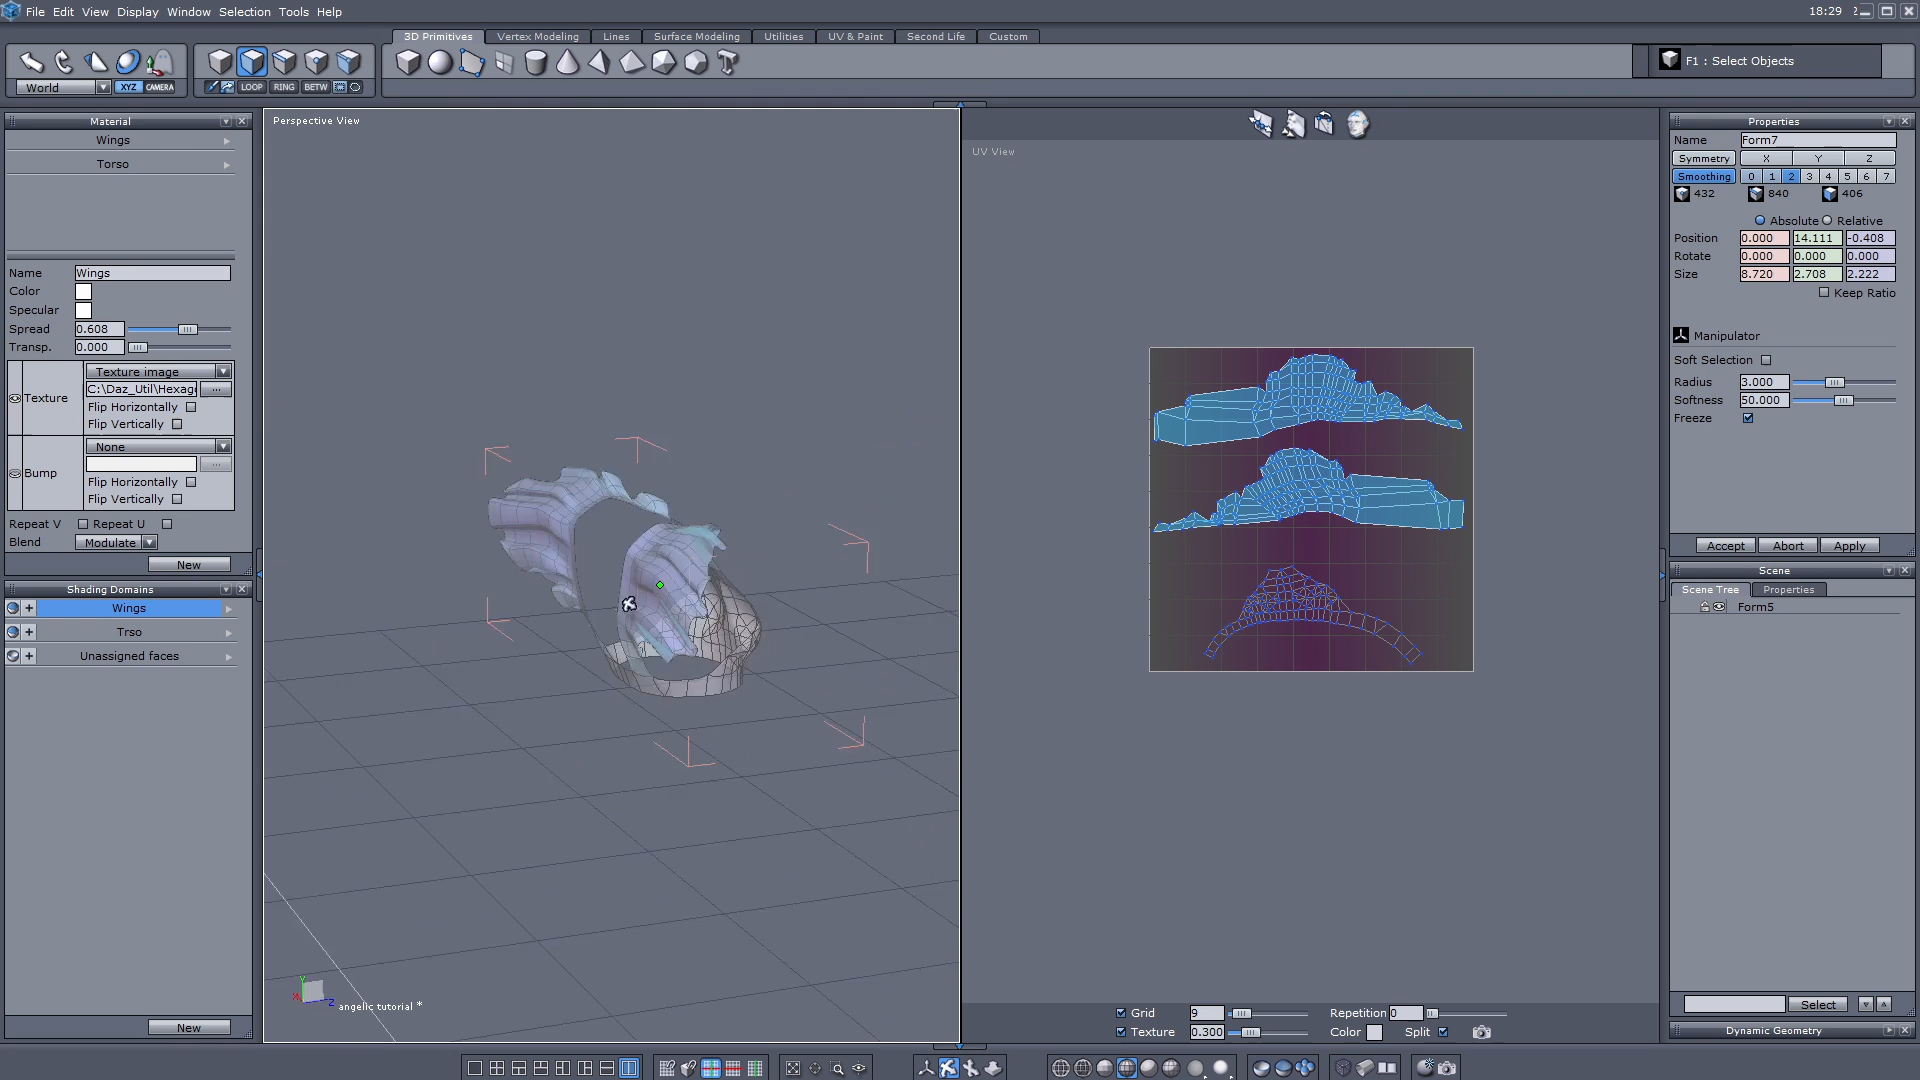 File Edit View Display Window Selection Tools Help
18:29
3D Primitives Vertex Modeling Lines Surface Modeling Utilities UV & Paint Second Life Custom
F1 : Select Objects
World XYZ CAMERA LOOP RING BETW
Material
Wings
Torso
Name Wings
Color
Specular
Spread 0.608
Transp. 0.000
Texture
Texture image
C:\Daz_Util\Hexag
...
Flip Horizontally
Flip Vertically
Bump
None
...
Flip Horizontally
Flip Vertically
Repeat V Repeat U
Blend Modulate
New
Shading Domains
Wings
Trso
Unassigned faces
New
Perspective View
angelic tutorial *
UV View
Grid 9 Repetition 0
Texture 0.300 Color Split
Properties
Name Form7
Symmetry X Y Z
Smoothing 0 1 2 3 4 5 6 7
432 840 406
Absolute Relative
Position 0.000 14.111 -0.408
Rotate 0.000 0.000 0.000
Size 8.720 2.708 2.222
Keep Ratio
Manipulator
Soft Selection
Radius 3.000
Softness 50.000
Freeze
Accept Abort Apply
Scene
Scene Tree Properties
Form5
Select
Dynamic Geometry